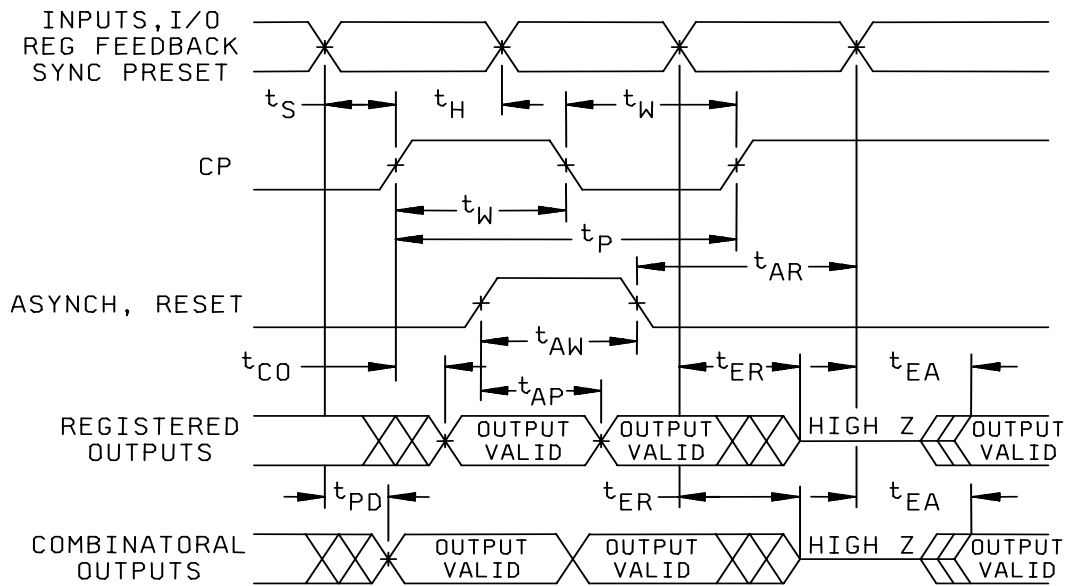 INPUTS, I/O
REG FEEDBACK
SYNC PRESET
tS
tH
tW
CP
tW
tP
tAR
ASYNCH, RESET
tAW
tCO
tER
tEA
tAP
REGISTERED
OUTPUTS
OUTPUT
VALID
OUTPUT
VALID
HIGH Z
OUTPUT
VALID
tPD
tER
tEA
COMBINATORAL
OUTPUTS
OUTPUT
VALID
OUTPUT
VALID
HIGH Z
OUTPUT
VALID